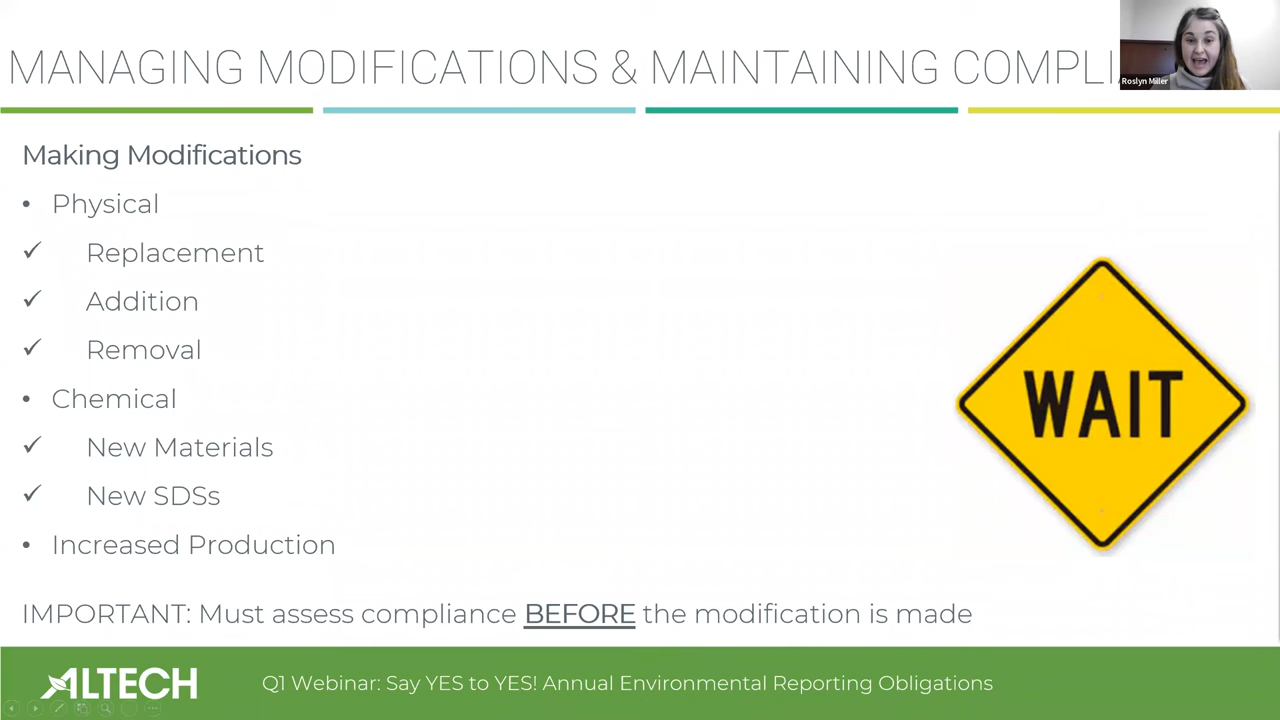 MANAGING MODIFICATIONS & MAINTAINING COMPLI
Roslyn Miller
Making Modifications
• Physical
✓ Replacement
✓ Addition
✓ Removal
• Chemical
✓ New Materials
✓ New SDSs
• Increased Production
WAIT
IMPORTANT: Must assess compliance BEFORE the modification is made
ALTECH
Q1 Webinar: Say YES to YES! Annual Environmental Reporting Obligations